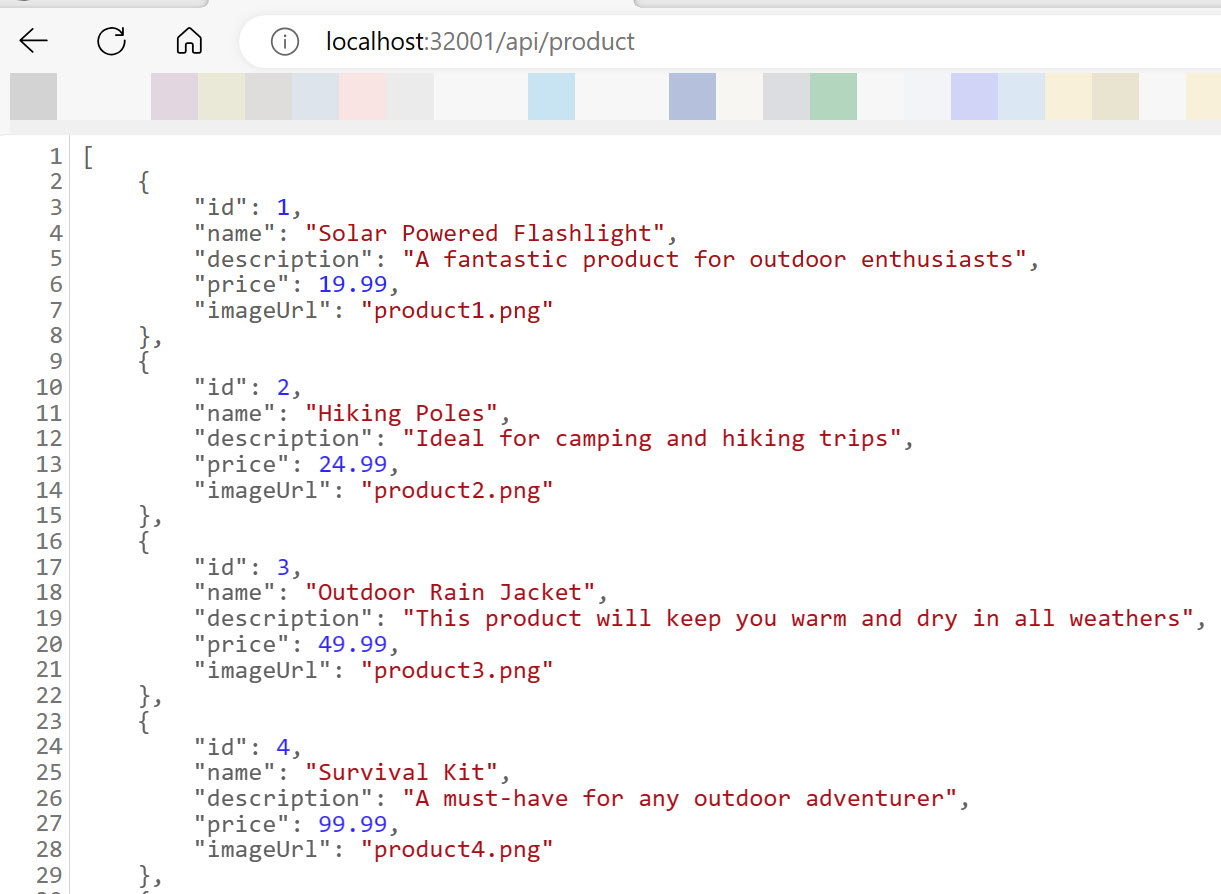 localhost:32001/api/product
1 [
2 {
3 "id": 1,
4 "name": "Solar Powered Flashlight",
5 "description": "A fantastic product for outdoor enthusiasts",
6 "price": 19.99,
7 "imageUrl": "product1.png"
8 },
9 {
10 "id": 2,
11 "name": "Hiking Poles",
12 "description": "Ideal for camping and hiking trips",
13 "price": 24.99,
14 "imageUrl": "product2.png"
15 },
16 {
17 "id": 3,
18 "name": "Outdoor Rain Jacket",
19 "description": "This product will keep you warm and dry in all weathers",
20 "price": 49.99,
21 "imageUrl": "product3.png"
22 },
23 {
24 "id": 4,
25 "name": "Survival Kit",
26 "description": "A must-have for any outdoor adventurer",
27 "price": 99.99,
28 "imageUrl": "product4.png"
29 },